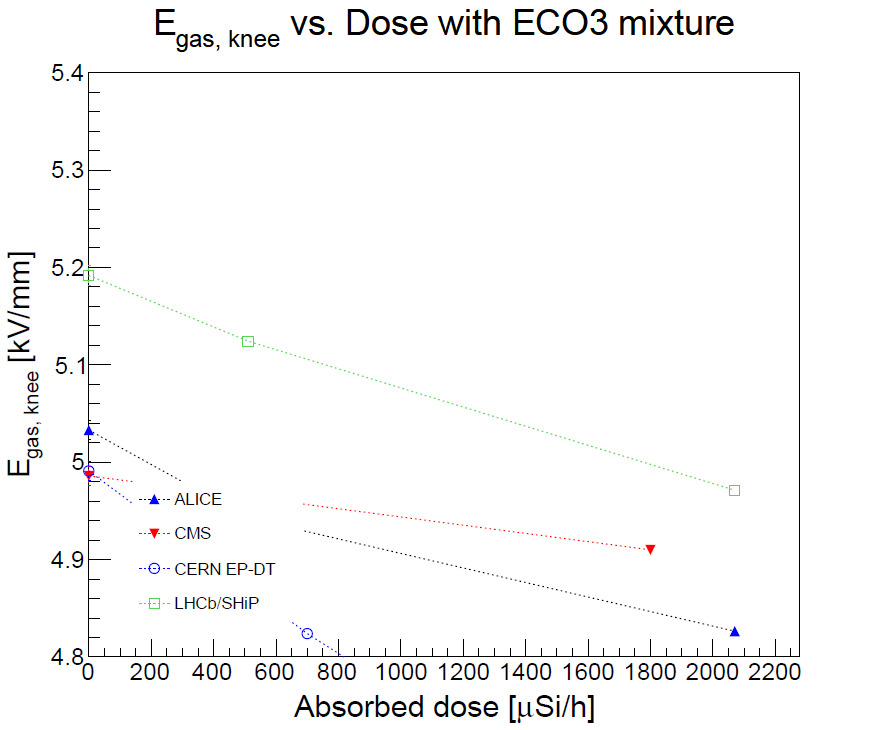 E gas, knee vs. Dose with ECO3 mixture
5.4
5.3
5.2
5.1
5
4.9
4.8
E gas, knee [kV/mm]
ALICE
CMS
CERN EP-DT
LHCb/SHiP
0 200 400 600 800 1000 1200 1400 1600 1800 2000 2200
Absorbed dose [μSi/h]